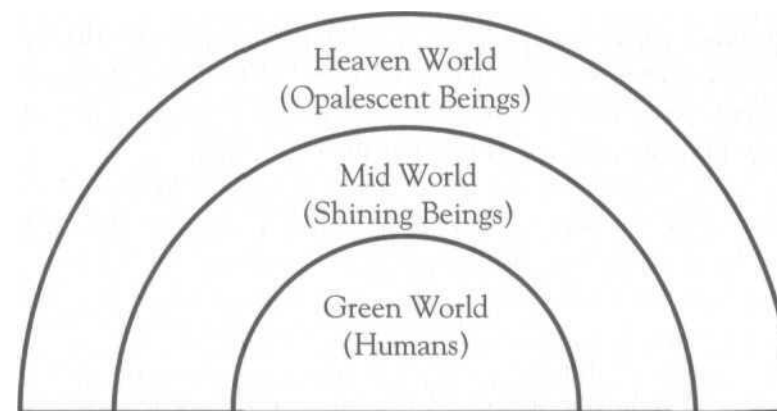 Heaven World
(Opalescent Beings)
Mid World
(Shining Beings)
Green World
(Humans)